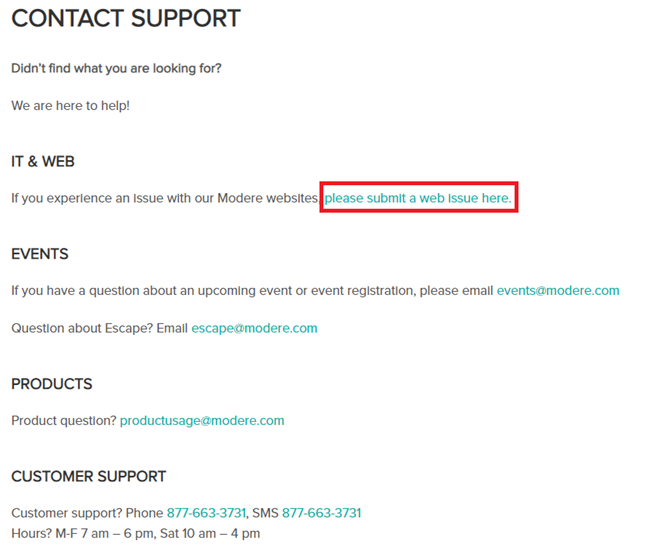 CONTACT SUPPORT
Didn't find what you are looking for?
We are here to help!
IT & WEB
If you experience an issue with our Modere websites, please submit a web issue here.
EVENTS
If you have a question about an upcoming event or event registration, please email events@modere.com
Question about Escape? Email escape@modere.com
PRODUCTS
Product question? productusage@modere.com
CUSTOMER SUPPORT
Customer support? Phone 877-663-3731, SMS 877-663-3731
Hours? M-F 7 am – 6 pm, Sat 10 am – 4 pm